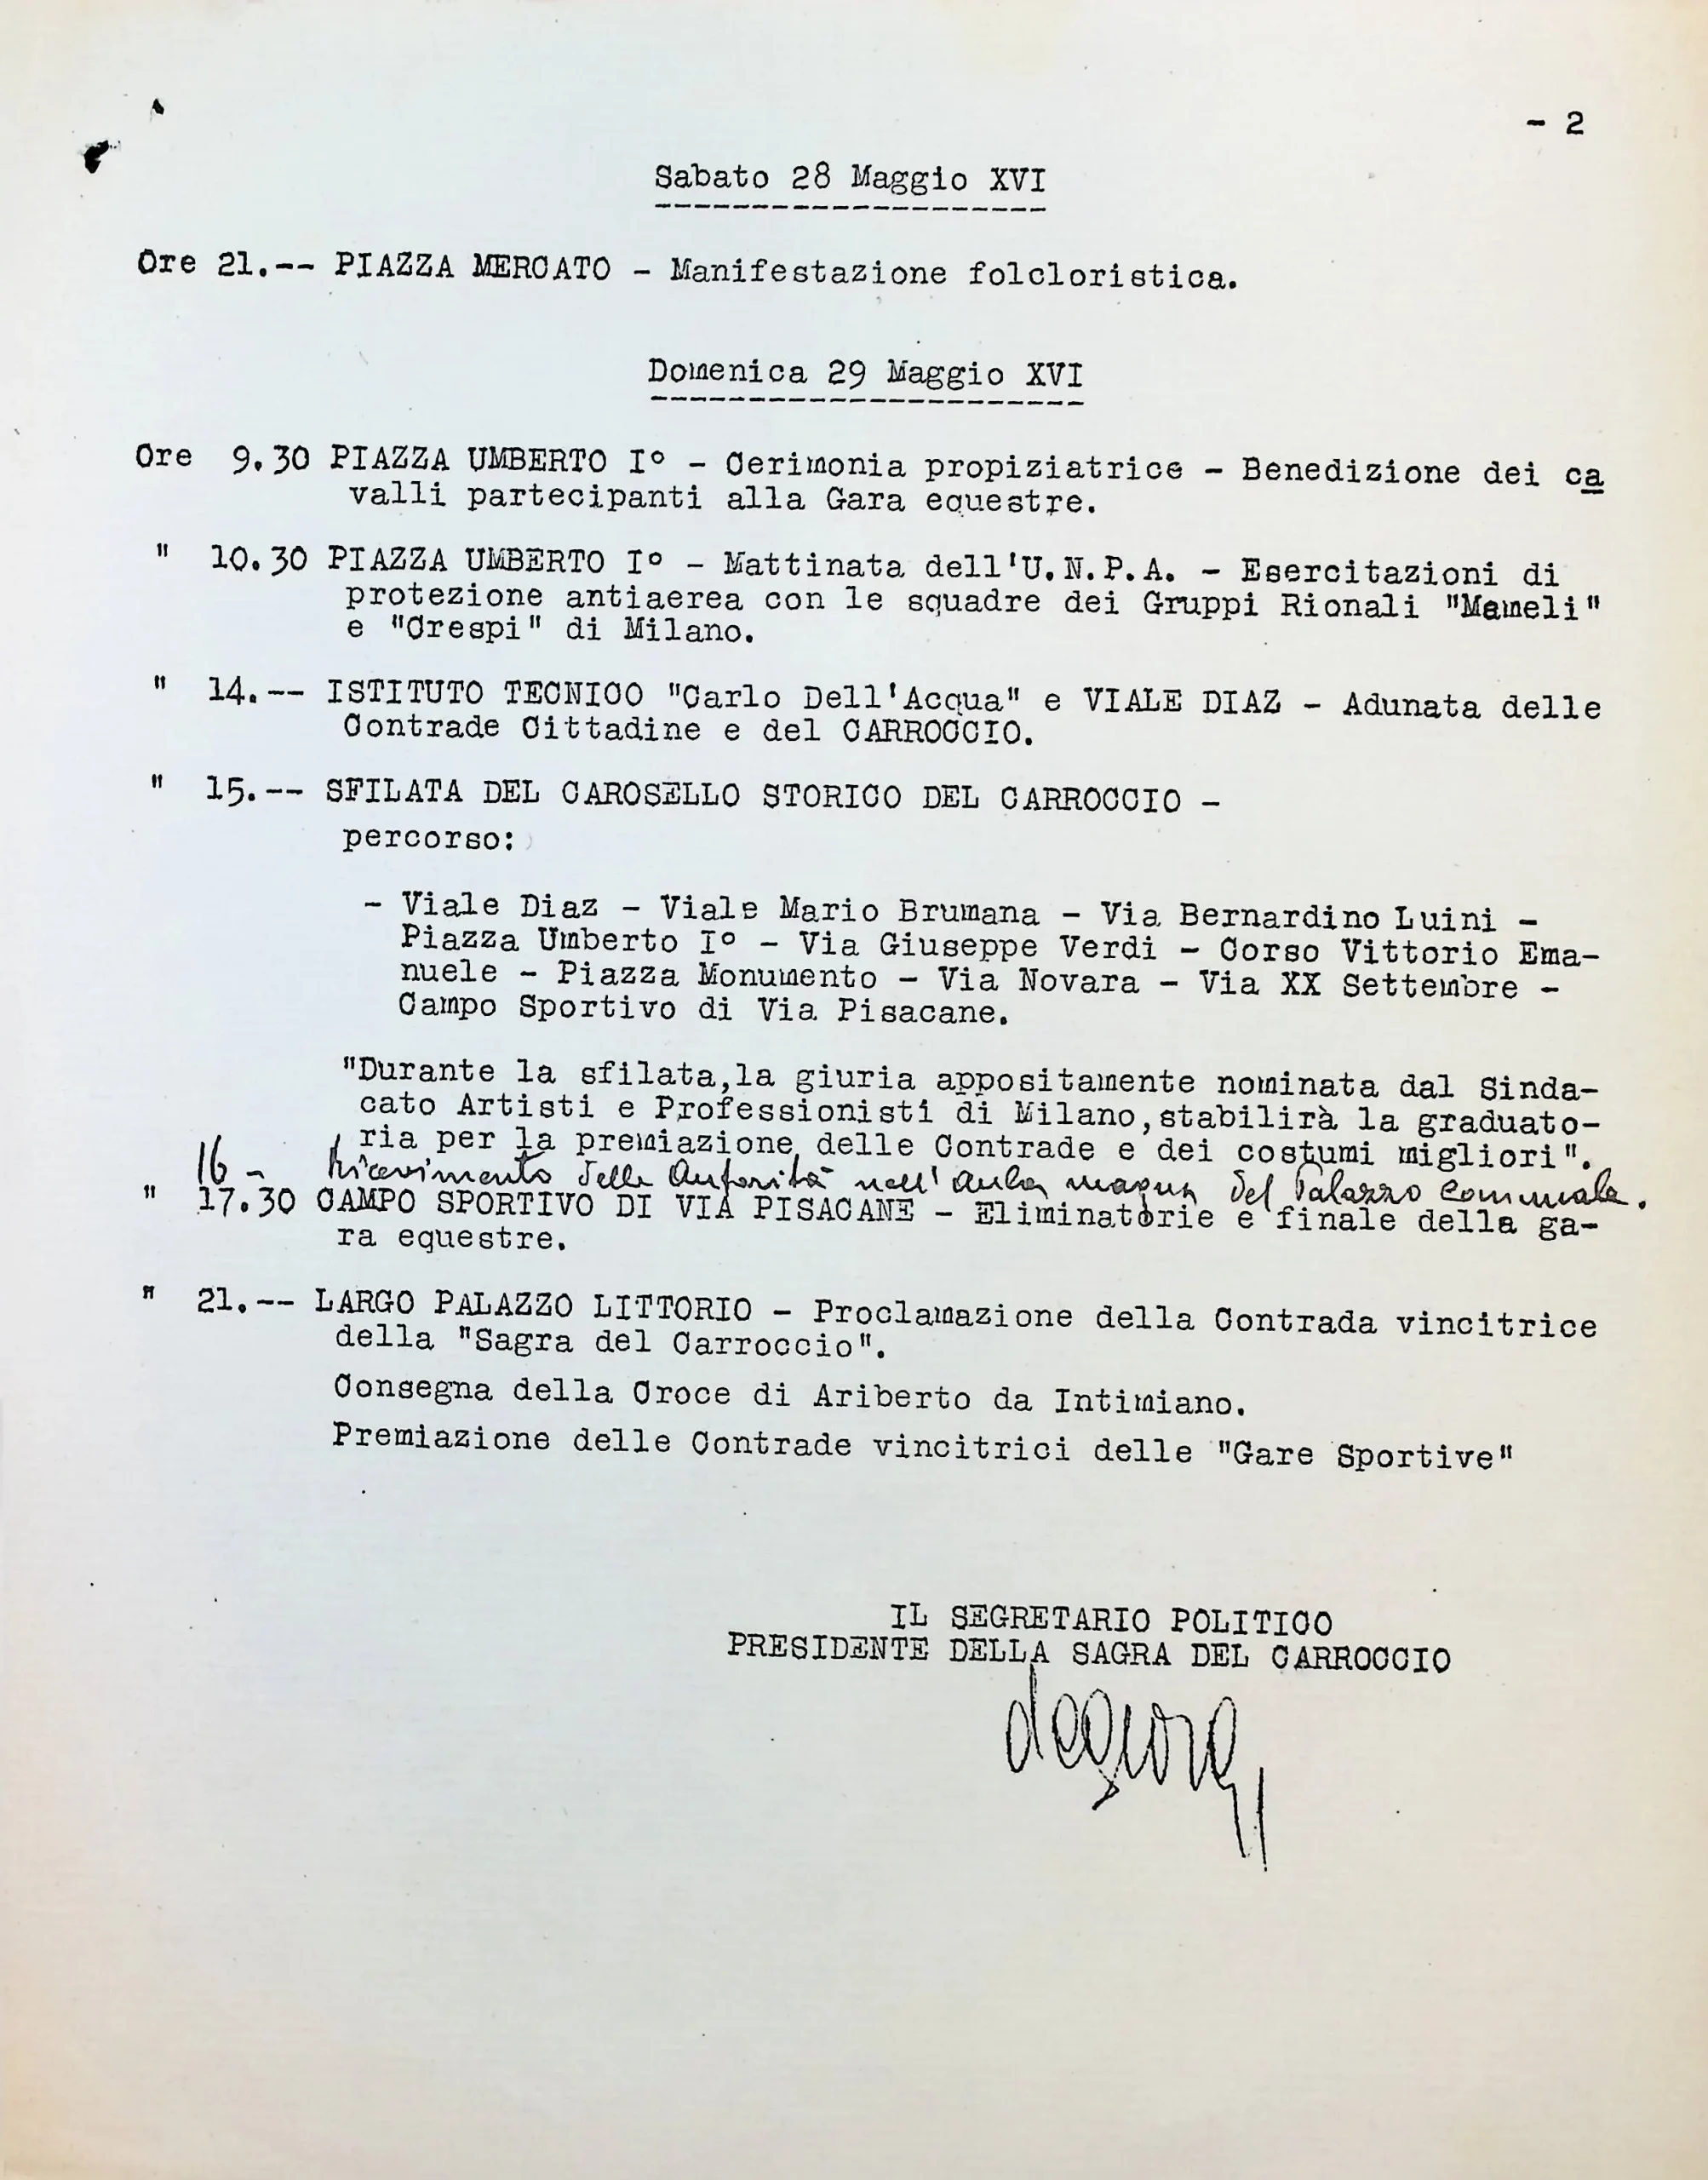 - 2
Sabato 28 Maggio XVI
Ore 21.-- PIAZZA MERCATO - Manifestazione folcloristica.
Domenica 29 Maggio XVI
Ore 9.30 PIAZZA UMBERTO I° - Cerimonia propiziatrice - Benedizione dei ca
valli partecipanti alla Gara equestre.
" 10.30 PIAZZA UMBERTO I° - Mattinata dell'U.N.P.A. - Esercitazioni di
protezione antiaerea con le squadre dei Gruppi Rionali "Mameli"
e "Crespi" di Milano.
" 14.-- ISTITUTO TECNICO "Carlo Dell'Acqua" e VIALE DIAZ - Adunata delle
Contrade Cittadine e del CARROCCIO.
" 15.-- SFILATA DEL CAROSELLO STORICO DEL CARROCCIO -
percorso:
- Viale Diaz - Viale Mario Brumana - Via Bernardino Luini -
Piazza Umberto I° - Via Giuseppe Verdi - Corso Vittorio Ema-
nuele - Piazza Monumento - Via Novara - Via XX Settembre -
Campo Sportivo di Via Pisacane.
"Durante la sfilata,la giuria appositamente nominata dal Sinda-
cato Artisti e Professionisti di Milano,stabilirà la graduato-
ria per la premiazione delle Contrade e dei costumi migliori".
16 - Ricevimento delle Autorità nell'aula magna del Palazzo Comunale.
" 17.30 CAMPO SPORTIVO DI VIA PISACANE - Eliminatorie e finale della ga-
ra equestre.
" 21.-- LARGO PALAZZO LITTORIO - Proclamazione della Contrada vincitrice
della "Sagra del Carroccio".
Consegna della Croce di Ariberto da Intimiano.
Premiazione delle Contrade vincitrici delle "Gare Sportive"
IL SEGRETARIO POLITICO
PRESIDENTE DELLA SAGRA DEL CARROCCIO